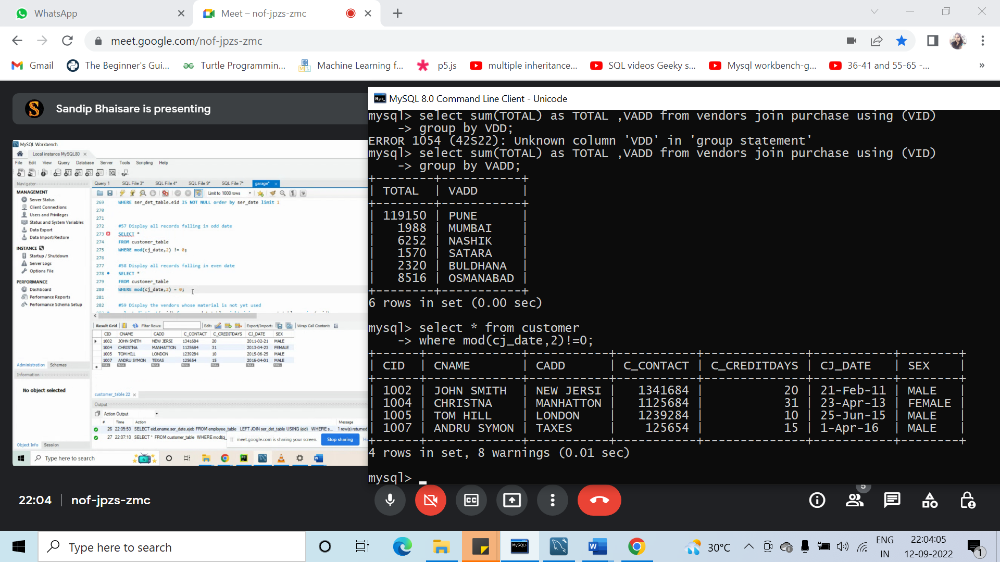 WhatsApp
Meet – nof-jpzs-zmc
meet.google.com/nof-jpzs-zmc
Gmail
The Beginner's Gui...
Turtle Programmin...
Machine Learning f...
p5.js
multiple inheritance...
SQL videos Geeky s...
Mysql workbench-g...
36-41 and 55-65 -...
»
Sandip Bhaisare is presenting
MySQL Workbench
Local instance MySQL80
File Edit View Query Database Server Tools Scripting Help
Navigator
MANAGEMENT
Server Status
Client Connections
Users and Privileges
Status and System Variables
Data Export
Data Import/Restore
INSTANCE
Startup / Shutdown
Server Logs
Options File
PERFORMANCE
Dashboard
Performance Reports
Performance Schema Setup
Administration Schemas
Information
No object selected
Object Info Session
Query 1 SQL File 3* SQL File 4* SQL File 9* SQL File 7* garage*
Limit to 1000 rows
269 WHERE ser_det_table.eid IS NOT NULL order by ser_date limit 1
270
271
272 #57 Display all records falling in odd date
273 SELECT *
274 FROM customer_table
275 WHERE mod(cj_date,2) != 0;
276
277 #58 Display all records falling in even date
278 SELECT *
279 FROM customer_table
280 WHERE mod(cj_date,2) = 0;
281
282 #59 Display the vendors whose material is not yet used
Result Grid Filter Rows: Edit: Export/Import: Wrap Cell Content:
CID CNAME CADD C_CONTACT C_CREDITDAYS CJ_DATE SEX
1002 JOHN SMITH NEW JERSI 1341684 20 2011-02-21 MALE
1004 CHRISTNA MANHATTON 1125684 31 2013-04-23 FEMALE
1005 TOM HILL LONDON 1239284 10 2015-06-25 MALE
1007 ANDRU SYMON TEXAS 125654 15 2016-04-01 MALE
NULL NULL NULL NULL NULL NULL NULL
customer_table 22
Output
Action Output
# Time Action Message
26 22:05:53 SELECT eid,ename,ser_date,ejob FROM employee_table LEFT JOIN ser_det_table USING (eid) WHERE s... 1 row(s) returned
27 22:07:10 SELECT * FROM customer_table WHERE mod(cj_
meet.google.com is sharing your screen.
Stop sharing
Hi
Type here to search
MySQL 8.0 Command Line Client - Unicode
mysql> select sum(TOTAL) as TOTAL ,VADD from vendors join purchase using (VID)
-> group by VDD;
ERROR 1054 (42S22): Unknown column 'VDD' in 'group statement'
mysql> select sum(TOTAL) as TOTAL ,VADD from vendors join purchase using (VID)
-> group by VADD;
+--------+-----------+
| TOTAL | VADD |
+--------+-----------+
| 119150 | PUNE |
| 1988 | MUMBAI |
| 6252 | NASHIK |
| 1570 | SATARA |
| 2320 | BULDHANA |
| 8516 | OSMANABAD |
+--------+-----------+
6 rows in set (0.00 sec)
mysql> select * from customer
-> where mod(cj_date,2)!=0;
+------+-------------+-----------+-----------+--------------+-----------+--------+
| CID | CNAME | CADD | C_CONTACT | C_CREDITDAYS | CJ_DATE | SEX |
+------+-------------+-----------+-----------+--------------+-----------+--------+
| 1002 | JOHN SMITH | NEW JERSI | 1341684 | 20 | 21-Feb-11 | MALE |
| 1004 | CHRISTNA | MANHATTON | 1125684 | 31 | 23-Apr-13 | FEMALE |
| 1005 | TOM HILL | LONDON | 1239284 | 10 | 25-Jun-15 | MALE |
| 1007 | ANDRU SYMON | TAXES | 125654 | 15 | 1-Apr-16 | MALE |
+------+-------------+-----------+-----------+--------------+-----------+--------+
4 rows in set, 8 warnings (0.01 sec)
mysql>
22:04 | nof-jpzs-zmc
CC
5
Type here to search
30°C
ENG
IN
22:04:05
12-09-2022
1